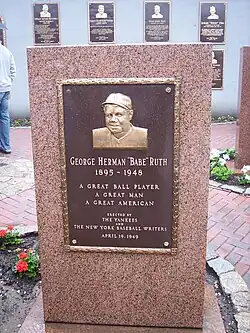 GEORGE HERMAN "BABE" RUTH
1895 - 1948
A GREAT BALL PLAYER
A GREAT MAN
A GREAT AMERICAN
ERECTED BY
THE YANKEES
AND
THE NEW YORK BASEBALL WRITERS
APRIL 19, 1949